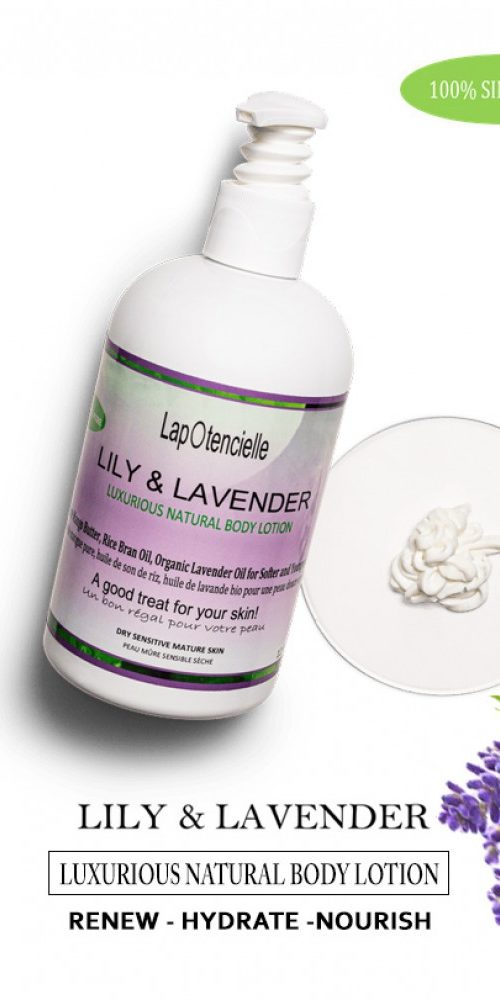 100%
LapOtencielle
LILY & LAVENDER
LUXURIOUS NATURAL BODY LOTION
Butter, Rice Bran Oil, Organic Lavender Oil for Softer and
pure, huile de son de riz, huile de lavande bio pour une peau
A good treat for your skin!
un bon régal pour votre peau
DRY SENSITIVE MATURE SKIN
PEAU MÛRE SENSIBLE SÈCHE
LILY & LAVENDER
LUXURIOUS NATURAL BODY LOTION
RENEW - HYDRATE -NOURISH